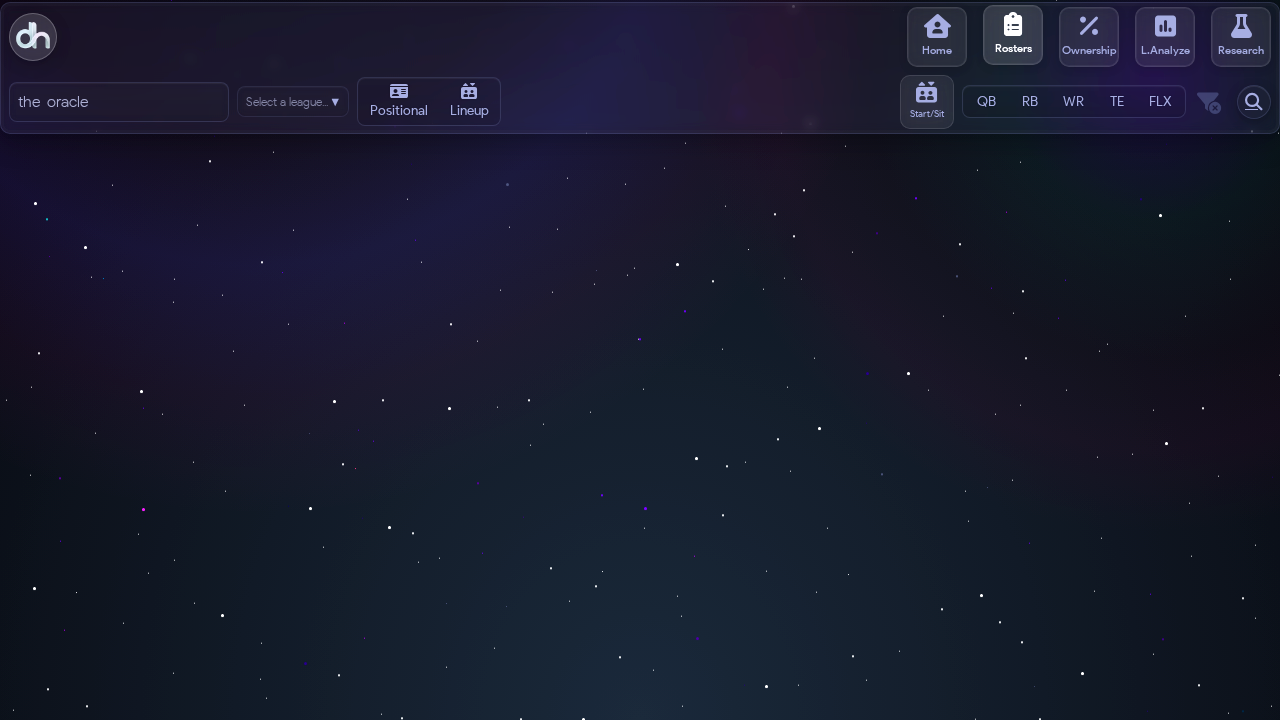 dh
Home
Rosters
Ownership
L.Analyze
Research
the oracle
Select a league... ▼
Positional
Lineup
Start/Sit
QB RB WR TE FLX